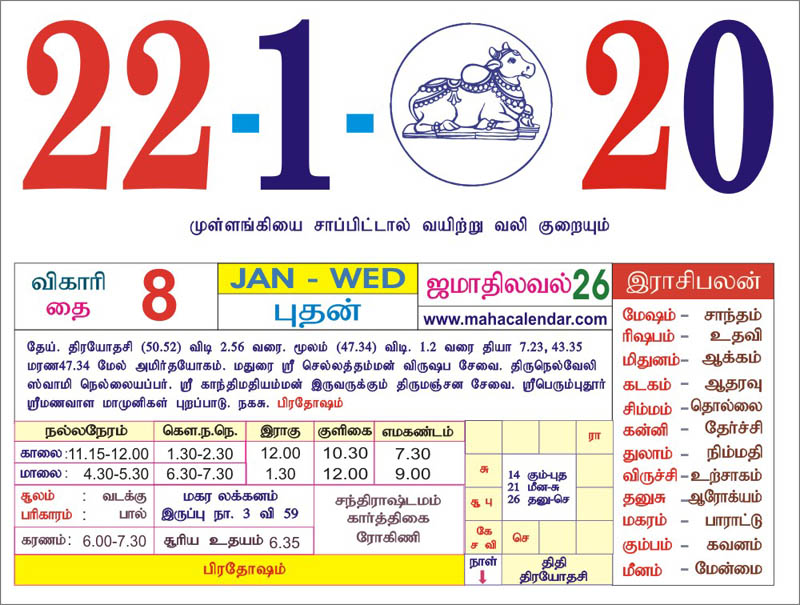 22-1- 20
முள்ளங்கியை சாப்பிட்டால் வயிற்று வலி குறையும்
விகாரி
தை 8
JAN - WED
புதன்
ஜமாதிலவல் 26
www.mahacalendar.com
தேய். திரயோதசி (50.52) விடி 2.56 வரை. மூலம் (47.34) விடி. 1.2 வரை தியா 7.23, 43.35
மரண47.34 மேல் அமிர்தயோகம். மதுரை ஸ்ரீ செல்லத்தம்மன் விருஷப சேவை. திருநெல்வேலி
ஸ்வாமி நெல்லையப்பர். ஸ்ரீ காந்திமதியம்மன் இருவருக்கும் திருமஞ்சன சேவை. ஸ்ரீபெரும்புதூர்
ஸ்ரீமணவாள மாமுனிகள் புறப்பாடு. நகசு. பிரதோஷம்
நல்லநேரம் கௌ.ந.நெ. இராகு குளிகை எமகண்டம்
காலை: 11.15-12.00 1.30-2.30 12.00 10.30 7.30
மாலை: 4.30-5.30 6.30-7.30 1.30 12.00 9.00
சூலம் : வடக்கு
பரிகாரம் : பால்
மகர லக்கனம்
இருப்பு நா. 3 வி 59
கரணம்: 6.00-7.30 சூரிய உதயம் 6.35
சந்திராஷ்டமம்
கார்த்திகை
ரோகிணி
பிரதோஷம்
ரா
சு
சூ பு
கே
ச வி
செ
14 கும்-புத
21 மீன-சு
26 தனு-செ
நாள்
திதி
திரயோதசி
இராசிபலன்
மேஷம் - சாந்தம்
ரிஷபம் - உதவி
மிதுனம் - ஆக்கம்
கடகம் - ஆதரவு
சிம்மம் - தொல்லை
கன்னி - தேர்ச்சி
துலாம் - நிம்மதி
விருச்சி - உற்சாகம்
தனுசு - ஆரோக்யம்
மகரம் - பாராட்டு
கும்பம் - கவனம்
மீனம் - மேன்மை